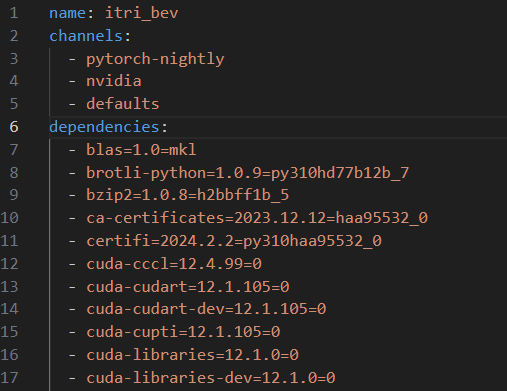 1 name: itri_bev
2 channels:
3 - pytorch-nightly
4 - nvidia
5 - defaults
6 dependencies:
7 - blas=1.0=mkl
8 - brotli-python=1.0.9=py310hd77b12b_7
9 - bzip2=1.0.8=h2bbff1b_5
10 - ca-certificates=2023.12.12=haa95532_0
11 - certifi=2024.2.2=py310haa95532_0
12 - cuda-cccl=12.4.99=0
13 - cuda-cudart=12.1.105=0
14 - cuda-cudart-dev=12.1.105=0
15 - cuda-cupti=12.1.105=0
16 - cuda-libraries=12.1.0=0
17 - cuda-libraries-dev=12.1.0=0